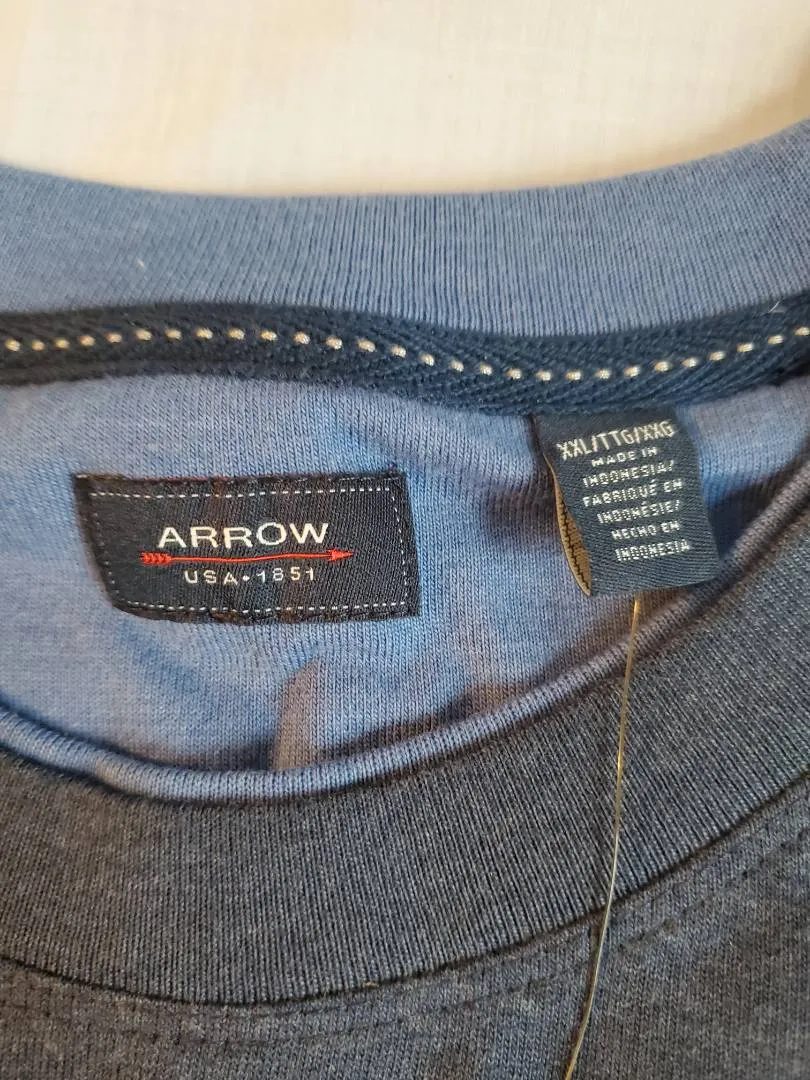 ARROW
USA • 1851
XXL/TTG/XXG
MADE IN
INDONESIA/
FABRIQUÉ EN
INDONÉSIE/
HECHO EN
INDONESIA